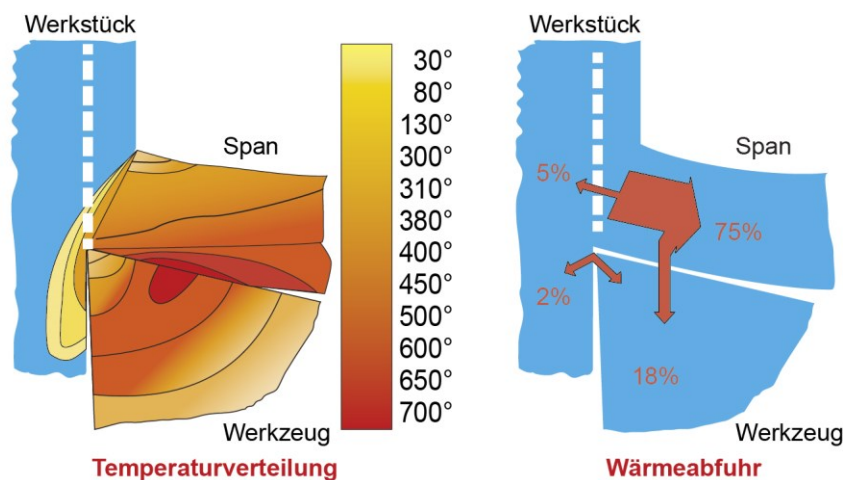 Werkstück
Span
Werkzeug
30°
80°
130°
300°
310°
380°
400°
450°
500°
600°
650°
700°
Temperaturverteilung
Werkstück
Span
5%
75%
2%
18%
Werkzeug
Wärmeabfuhr